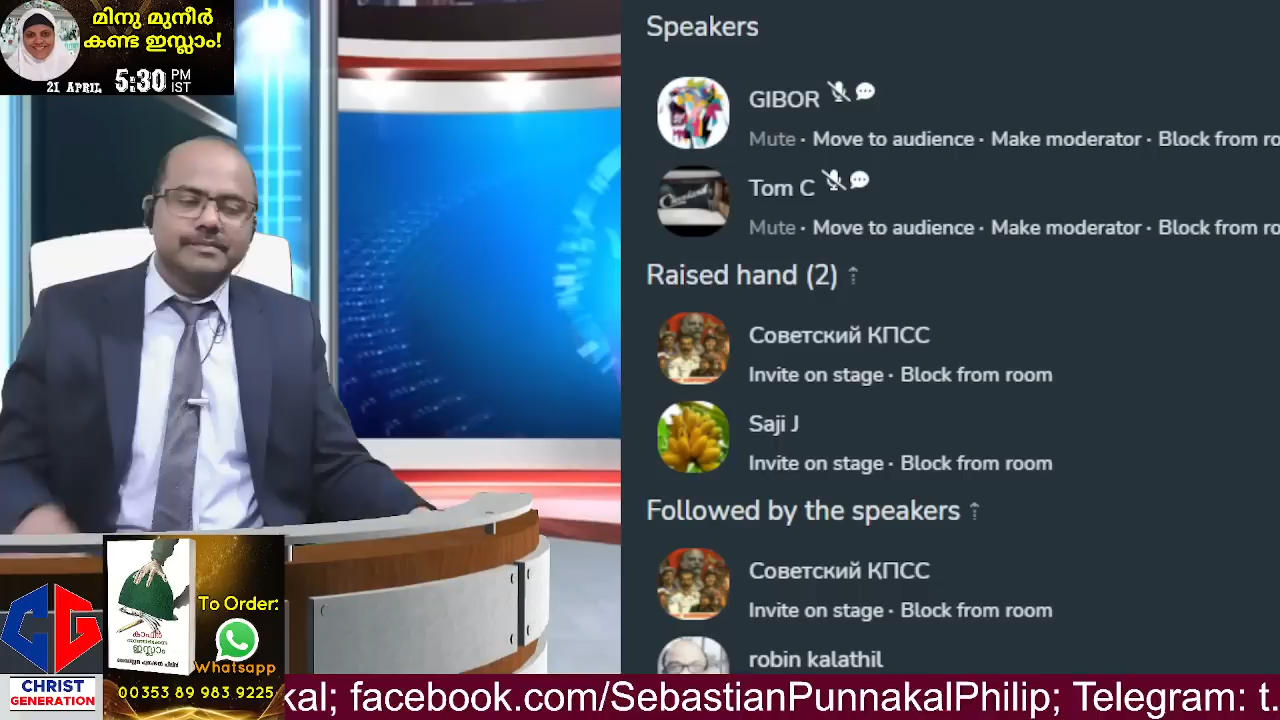 മിനു മുനീർ
കണ്ട ഇസ്ലാം!
21 APRIL 5:30 PM IST
Speakers
GIBOR
Mute · Move to audience · Make moderator · Block from ro
Tom C
Mute · Move to audience · Make moderator · Block from ro
Raised hand (2)
Советский КПСС
Invite on stage · Block from room
Saji J
Invite on stage · Block from room
Followed by the speakers
Советский КПСС
Invite on stage · Block from room
robin kalathil
കാഫിർ
ഇസ്ലാം
To Order:
Whatsapp
00353 89 983 9225
CG
CHRIST
GENERATION
kal; facebook.com/SebastianPunnakalPhilip; Telegram: t.